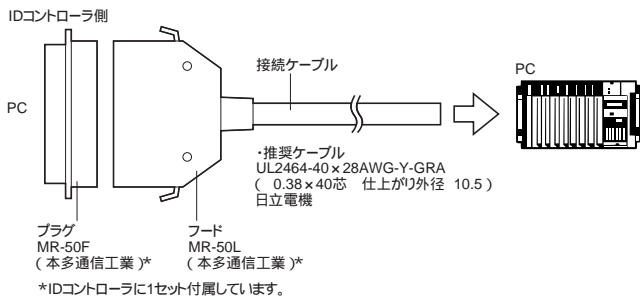 IDコントローラ側
PC
接続ケーブル
PC
・推奨ケーブル
UL2464-40×28AWG-Y-GRA
( 0.38×40芯 仕上がり外径 10.5 )
日立電機
プラグ
MR-50F
( 本多通信工業 )*
フード
MR-50L
( 本多通信工業 )*
*IDコントローラに1セット付属しています。